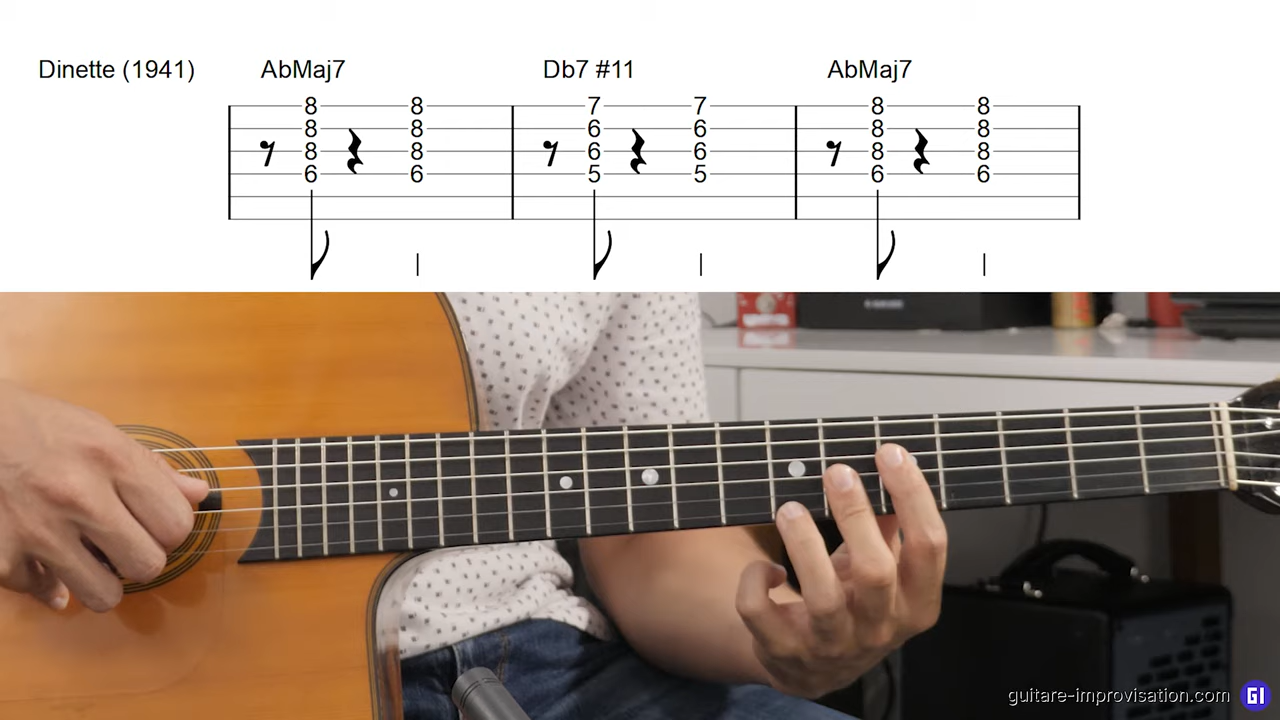 Dinette (1941) AbMaj7 Db7 #11 AbMaj7
8 8 7 7 8 8
8 8 6 6 8 8
8 8 6 6 8 8
6 6 5 5 6 6
guitare-improvisation.com GI